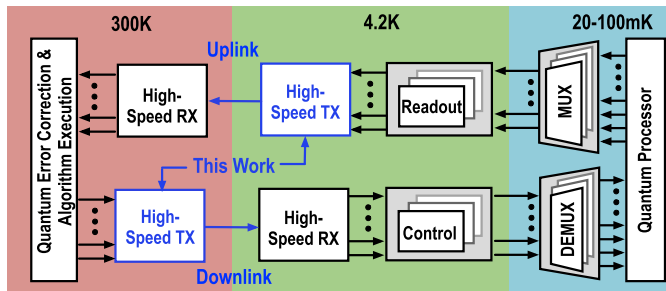 300K
4.2K
20-100mK
Uplink
Quantum Error Correction &
Algorithm Execution
High-
Speed RX
High-
Speed TX
Readout
MUX
Quantum Processor
This Work
High-
Speed TX
High-
Speed RX
Control
DEMUX
Downlink